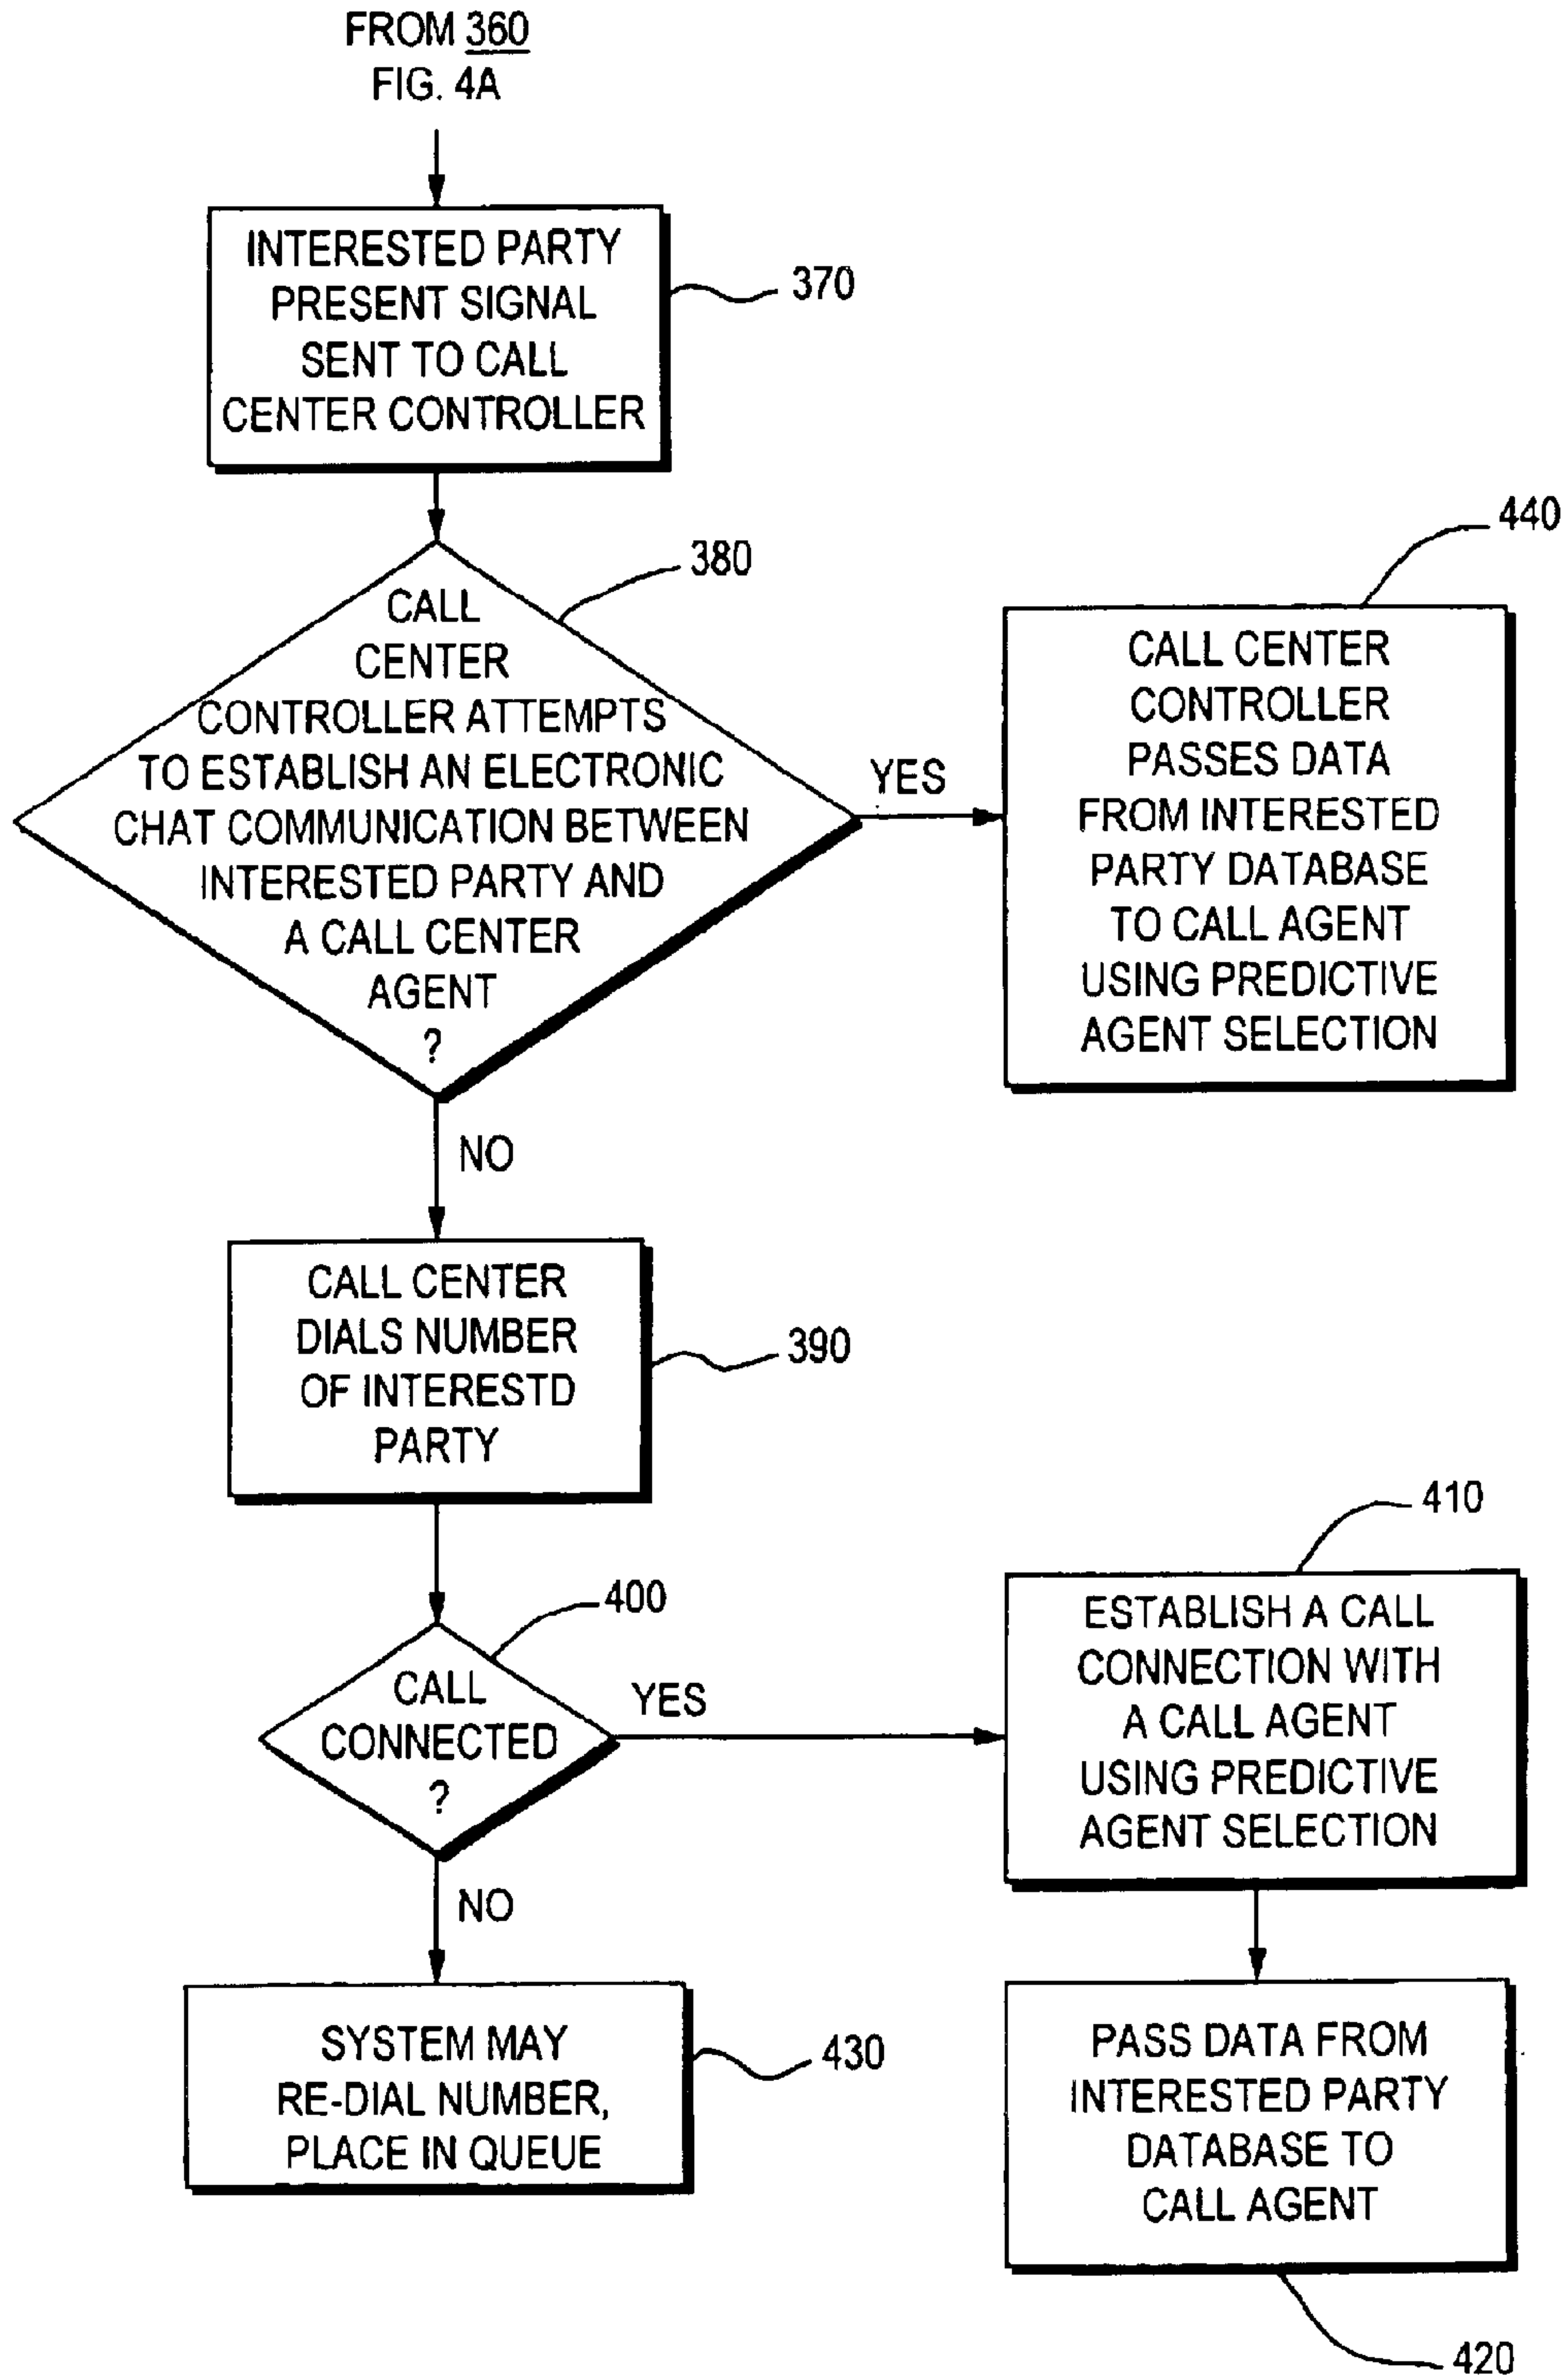 FROM 360
FIG. 4A
INTERESTED PARTY
PRESENT SIGNAL
SENT TO CALL
CENTER CONTROLLER
370
380
CALL
CENTER
CONTROLLER ATTEMPTS
TO ESTABLISH AN ELECTRONIC
CHAT COMMUNICATION BETWEEN
INTERESTED PARTY AND
A CALL CENTER
AGENT
?
YES
440
CALL CENTER
CONTROLLER
PASSES DATA
FROM INTERESTED
PARTY DATABASE
TO CALL AGENT
USING PREDICTIVE
AGENT SELECTION
NO
CALL CENTER
DIALS NUMBER
OF INTERESTD
PARTY
390
400
CALL
CONNECTED
?
YES
410
ESTABLISH A CALL
CONNECTION WITH
A CALL AGENT
USING PREDICTIVE
AGENT SELECTION
NO
SYSTEM MAY
RE-DIAL NUMBER,
PLACE IN QUEUE
430
PASS DATA FROM
INTERESTED PARTY
DATABASE TO
CALL AGENT
420